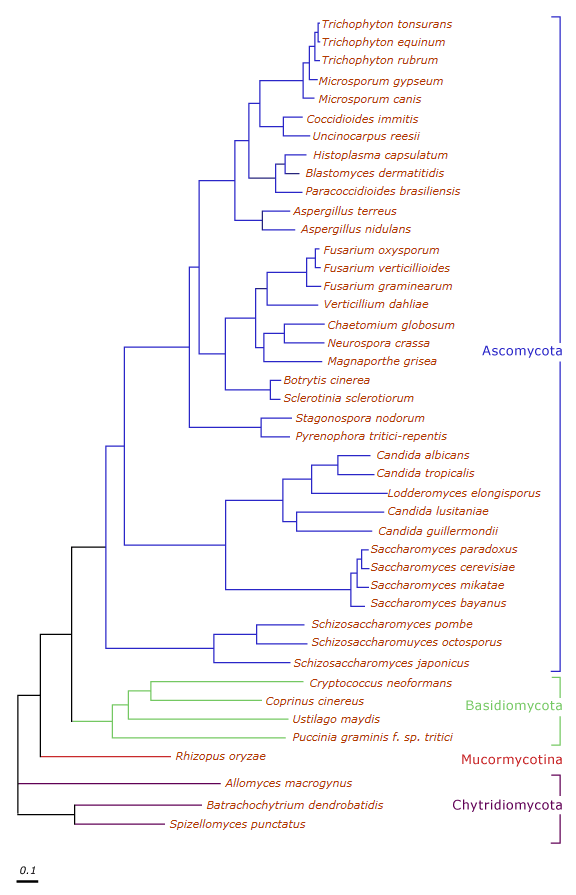 Trichophyton tonsurans
Trichophyton equinum
Trichophyton rubrum
Microsporum gypseum
Microsporum canis
Coccidioides immitis
Uncinocarpus reesii
Histoplasma capsulatum
Blastomyces dermatitidis
Paracoccidioides brasiliensis
Aspergillus terreus
Aspergillus nidulans
Fusarium oxysporum
Fusarium verticillioides
Fusarium graminearum
Verticillium dahliae
Chaetomium globosum
Neurospora crassa
Ascomycota
Magnaporthe grisea
Botrytis cinerea
Sclerotinia sclerotiorum
Stagonospora nodorum
Pyrenophora tritici-repentis
Candida albicans
Candida tropicalis
Lodderomyces elongisporus
Candida lusitaniae
Candida guillermondii
Saccharomyces paradoxus
Saccharomyces cerevisiae
Saccharomyces mikatae
Saccharomyces bayanus
Schizosaccharomyces pombe
Schizosaccharomuyces octosporus
Schizosaccharomyces japonicus
Cryptococcus neoformans
Coprinus cinereus
Basidiomycota
Ustilago maydis
Puccinia graminis f. sp. tritici
Rhizopus oryzae
Mucormycotina
Allomyces macrogynus
Batrachochytrium dendrobatidis
Chytridiomycota
Spizellomyces punctatus
0.1